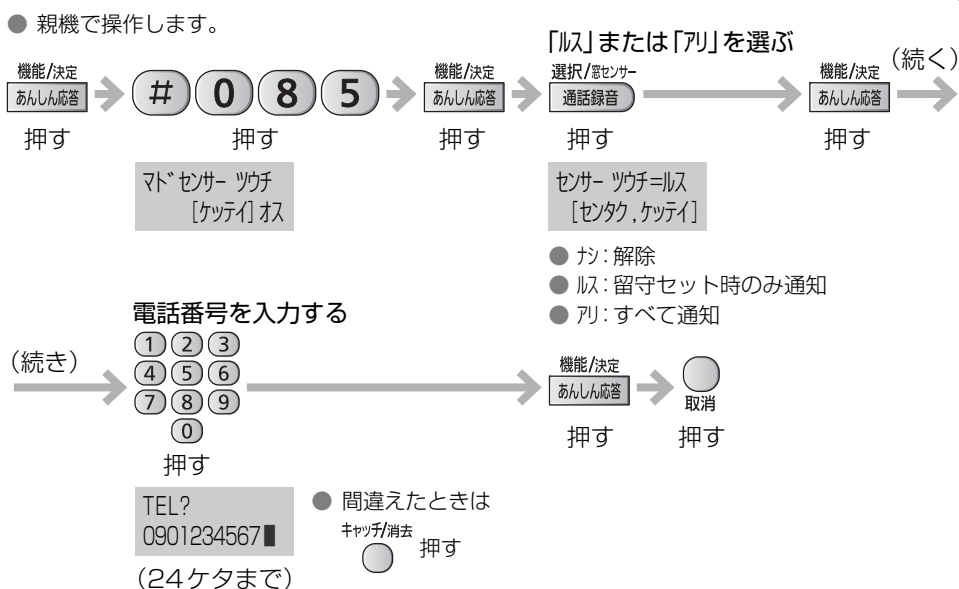 ● 親機で操作します。
「ルス」または「アリ」を選ぶ
機能/決定
あんしん応答
押す
# 0 8 5
押す
マドセンサー ツウチ
[ケッテイ] オス
機能/決定
あんしん応答
押す
選択/窓センサー
通話録音
押す
センサー ツウチ=ルス
[センタク,ケッテイ]
● ナシ:解除
● ルス:留守セット時のみ通知
● アリ:すべて通知
機能/決定
あんしん応答
押す
(続く)
(続き)
電話番号を入力する
1 2 3
4 5 6
7 8 9
0
押す
TEL?
0901234567
(24ケタまで)
● 間違えたときは
キャッチ/消去
押す
機能/決定
あんしん応答
押す
取消
押す